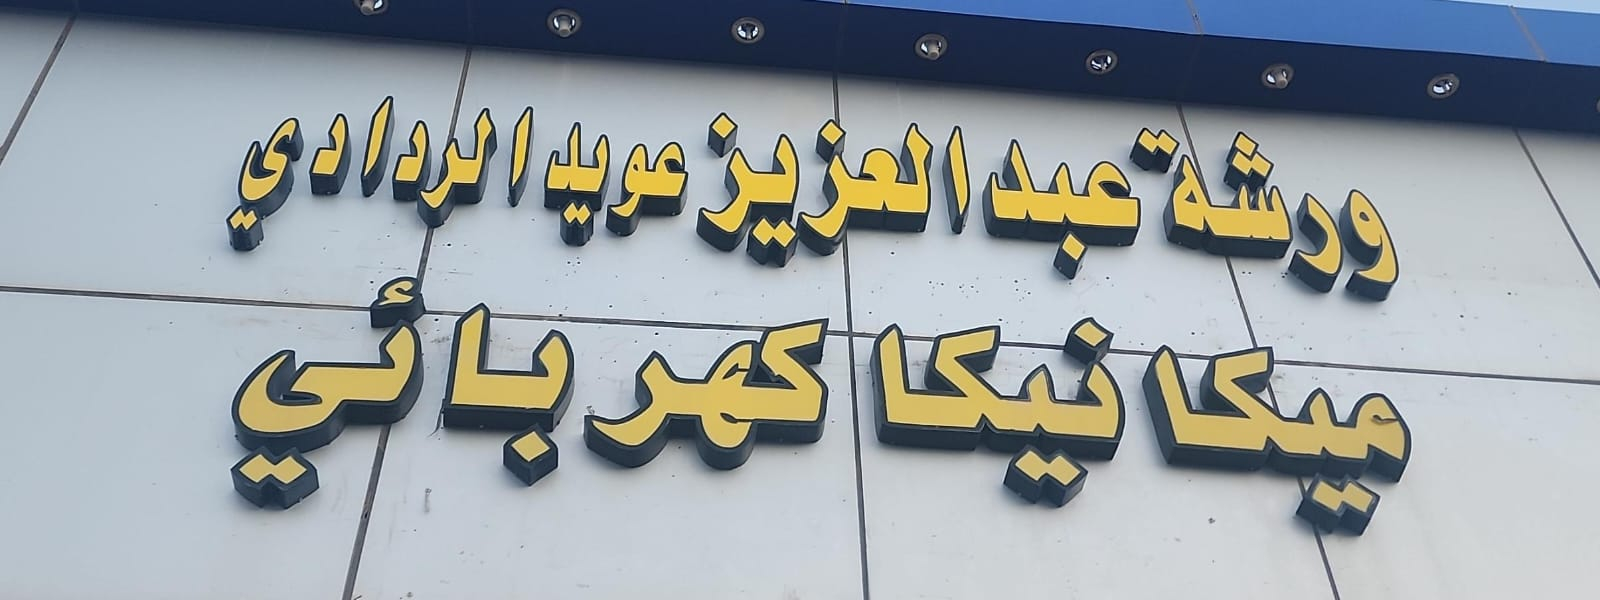 ورشة عبد العزيز عويد الردادي
ميكانيكا كهربائي